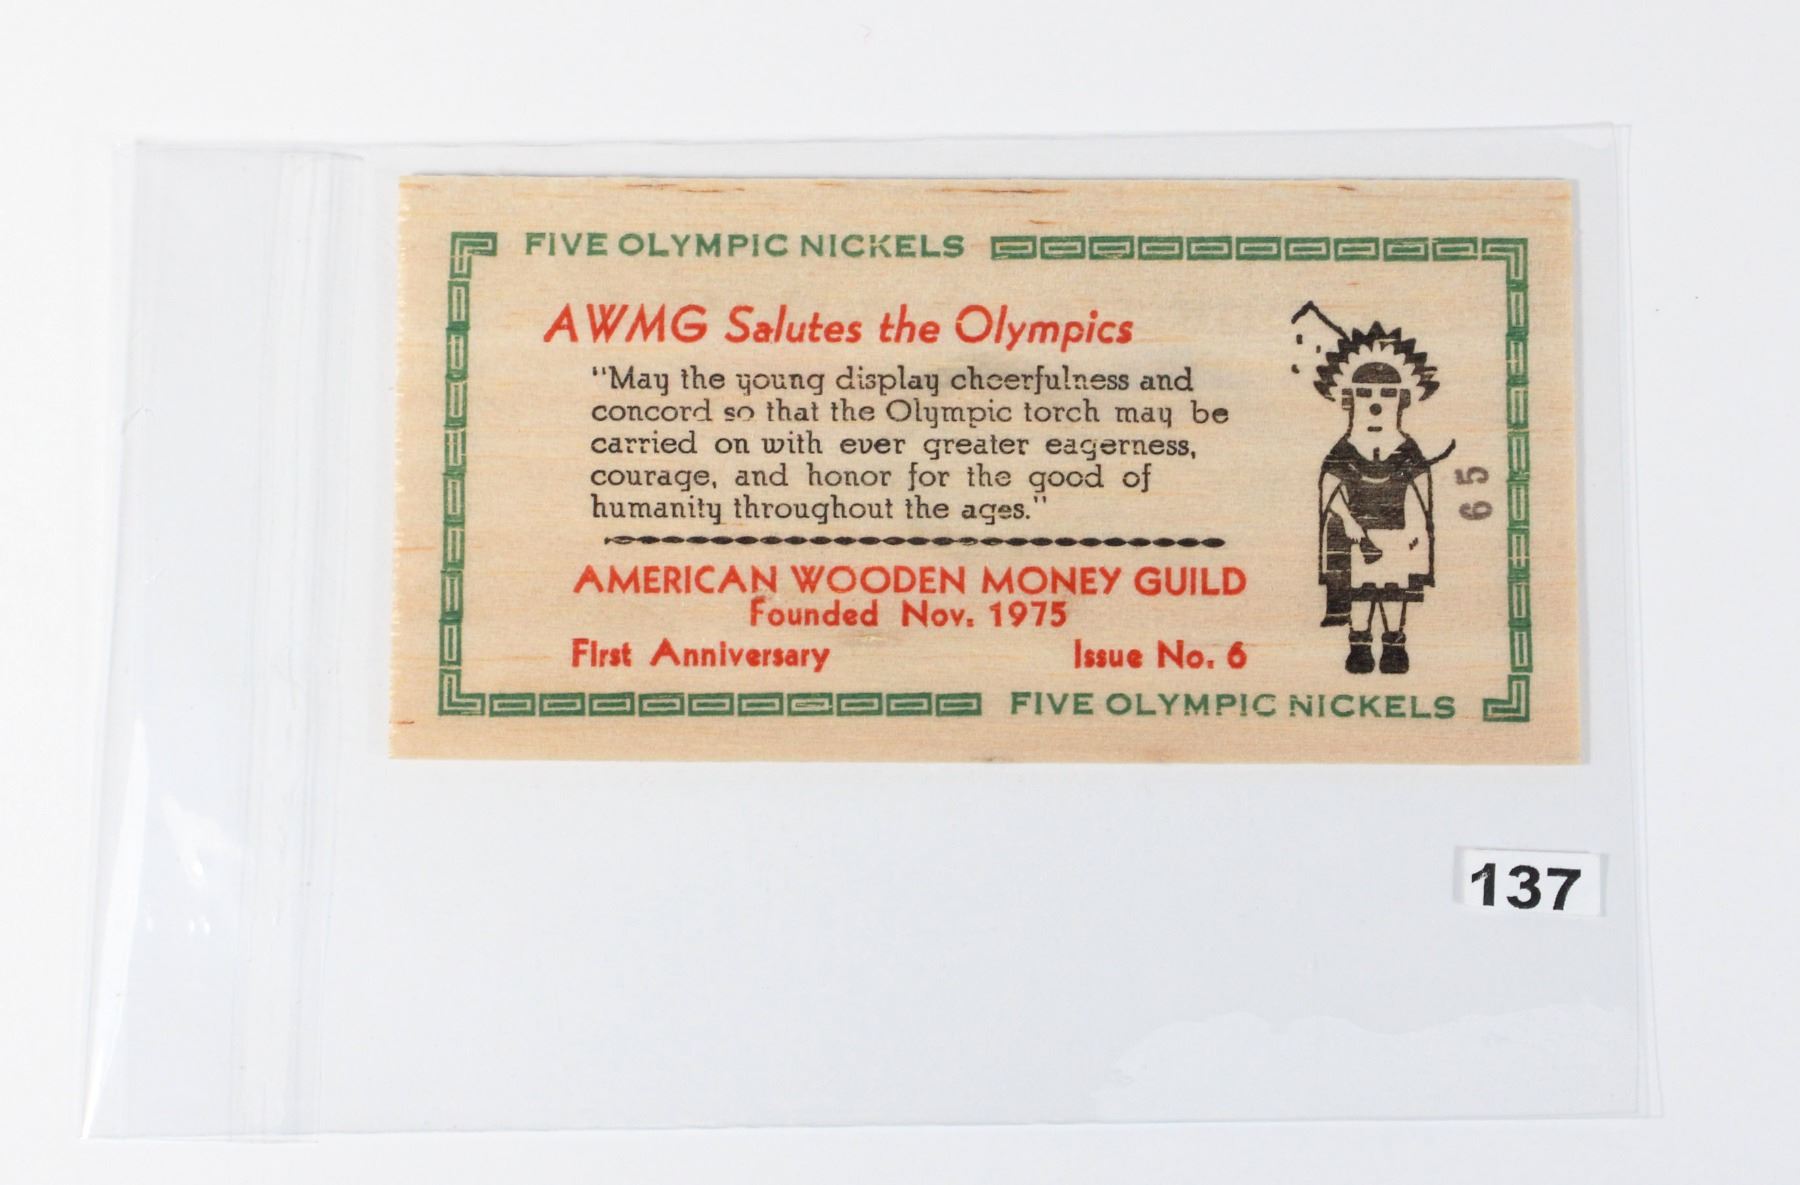 FIVE OLYMPIC NICKELS
AWMG Salutes the Olympics
"May the young display cheerfulness and
concord so that the Olympic torch may be
carried on with ever greater eagerness,
courage, and honor for the good of
humanity throughout the ages."
AMERICAN WOODEN MONEY GUILD
Founded Nov. 1975
First Anniversary Issue No. 6
FIVE OLYMPIC NICKELS
65
137